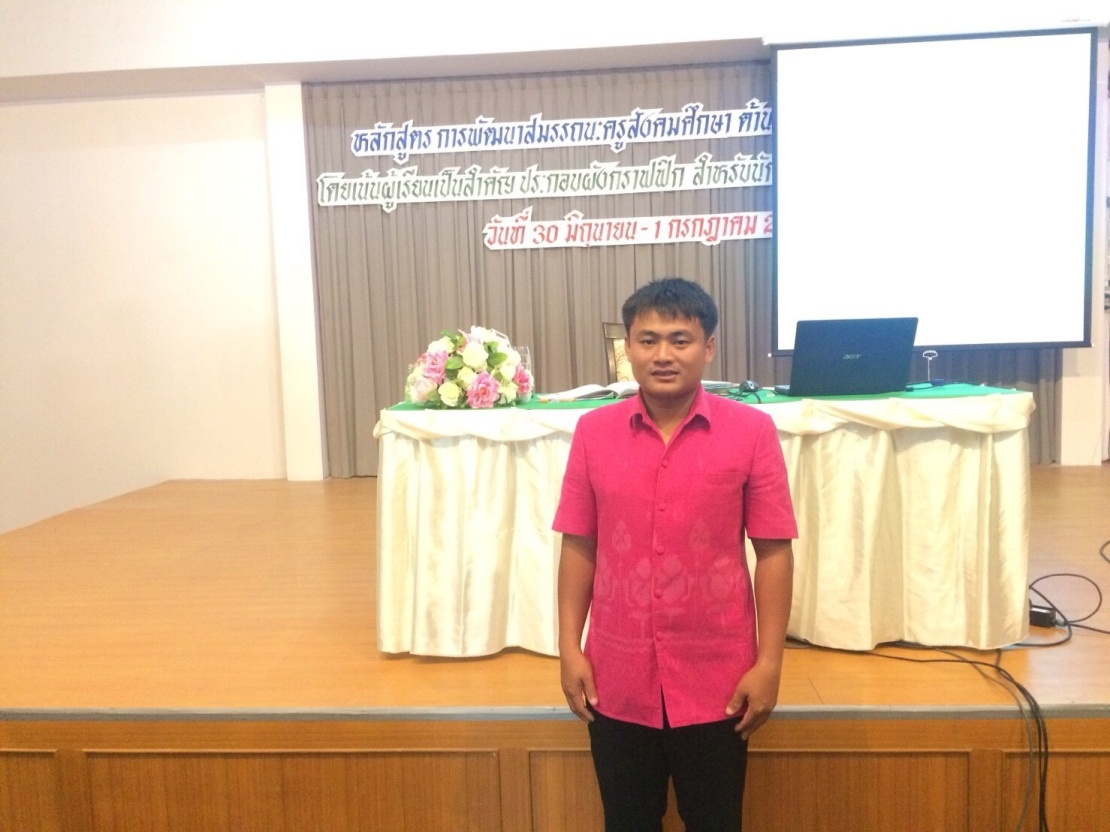 หลักสูตร การพัฒนาสมรรถนะครูสังคมศึกษา ด้าน
โดยเน้นผู้เรียนเป็นสำคัญ ประกอบผังกราฟฟิก สำหรับนัก
วันที่ 30 มิถุนายน - 1 กรกฎาคม 2
acer